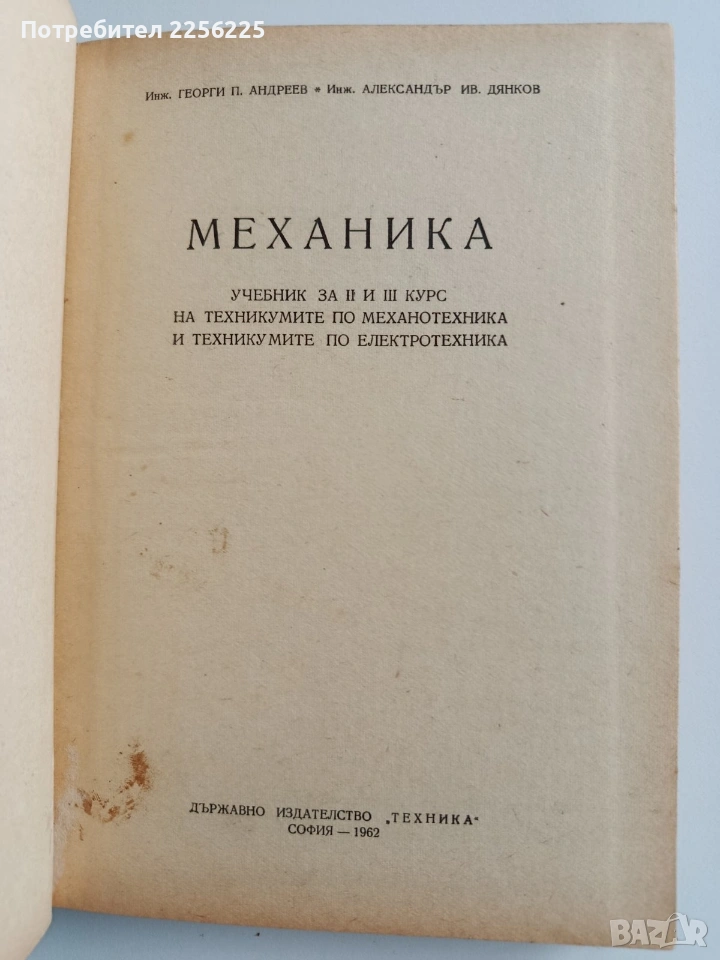 Потребител 2256225
Инж. ГЕОРГИ П. АНДРЕЕВ * Инж. АЛЕКСАНДЪР ИВ. ДЯНКОВ
МЕХАНИКА
УЧЕБНИК ЗА II И III КУРС
НА ТЕХНИКУМИТЕ ПО МЕХАНОТЕХНИКА
И ТЕХНИКУМИТЕ ПО ЕЛЕКТРОТЕХНИКА
ДЪРЖАВНО ИЗДАТЕЛСТВО „ТЕХНИКА“
СОФИЯ — 1962
BAZAR